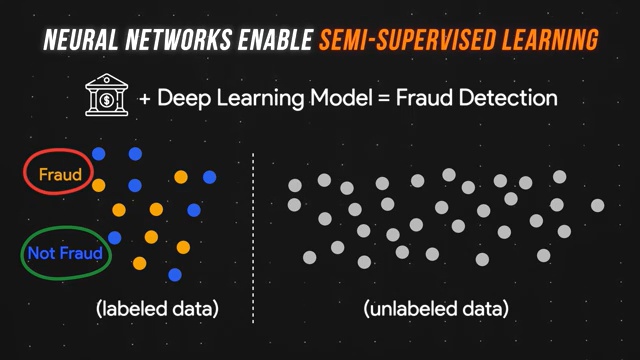 NEURAL NETWORKS ENABLE SEMI-SUPERVISED LEARNING
$ + Deep Learning Model = Fraud Detection
Fraud
Not Fraud
(labeled data)
(unlabeled data)